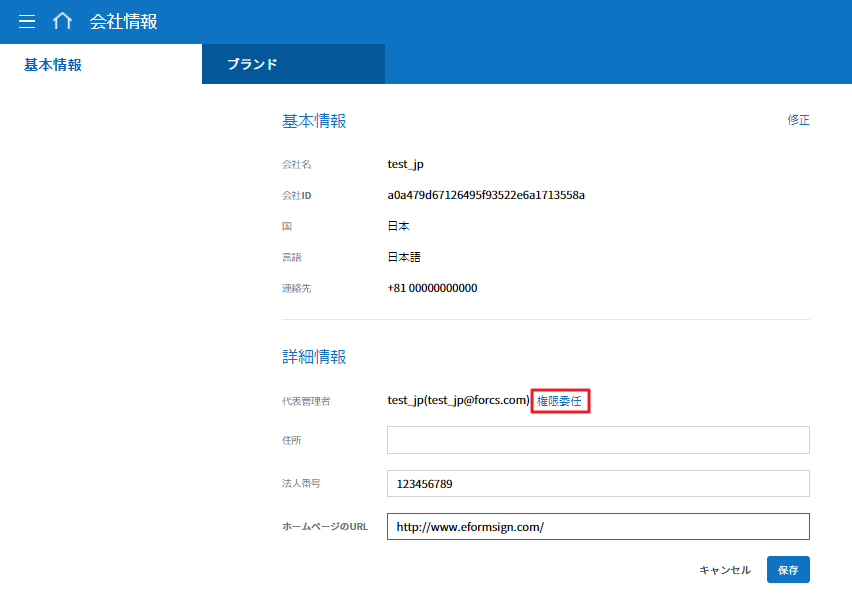 会社情報
基本情報
ブランド
基本情報
修正
会社名 test_jp
会社ID a0a479d67126495f93522e6a1713558a
国 日本
言語 日本語
連絡先 +81 00000000000
詳細情報
代表管理者 test_jp(test_jp@forcs.com) 権限委任
住所
法人番号 123456789
ホームページのURL http://www.eformsign.com/
キャンセル 保存